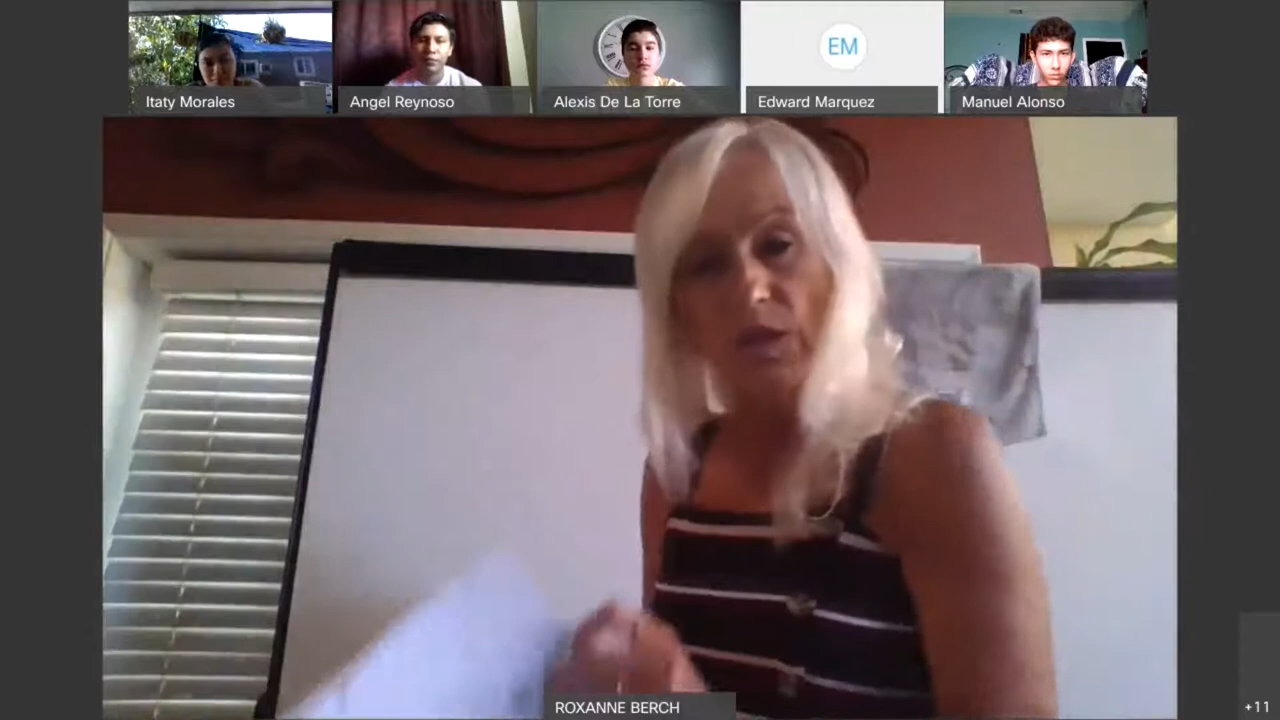 EM
Itaty Morales
Angel Reynoso
Alexis De La Torre
Edward Marquez
Manuel Alonso
ROXANNE BERCH
+11